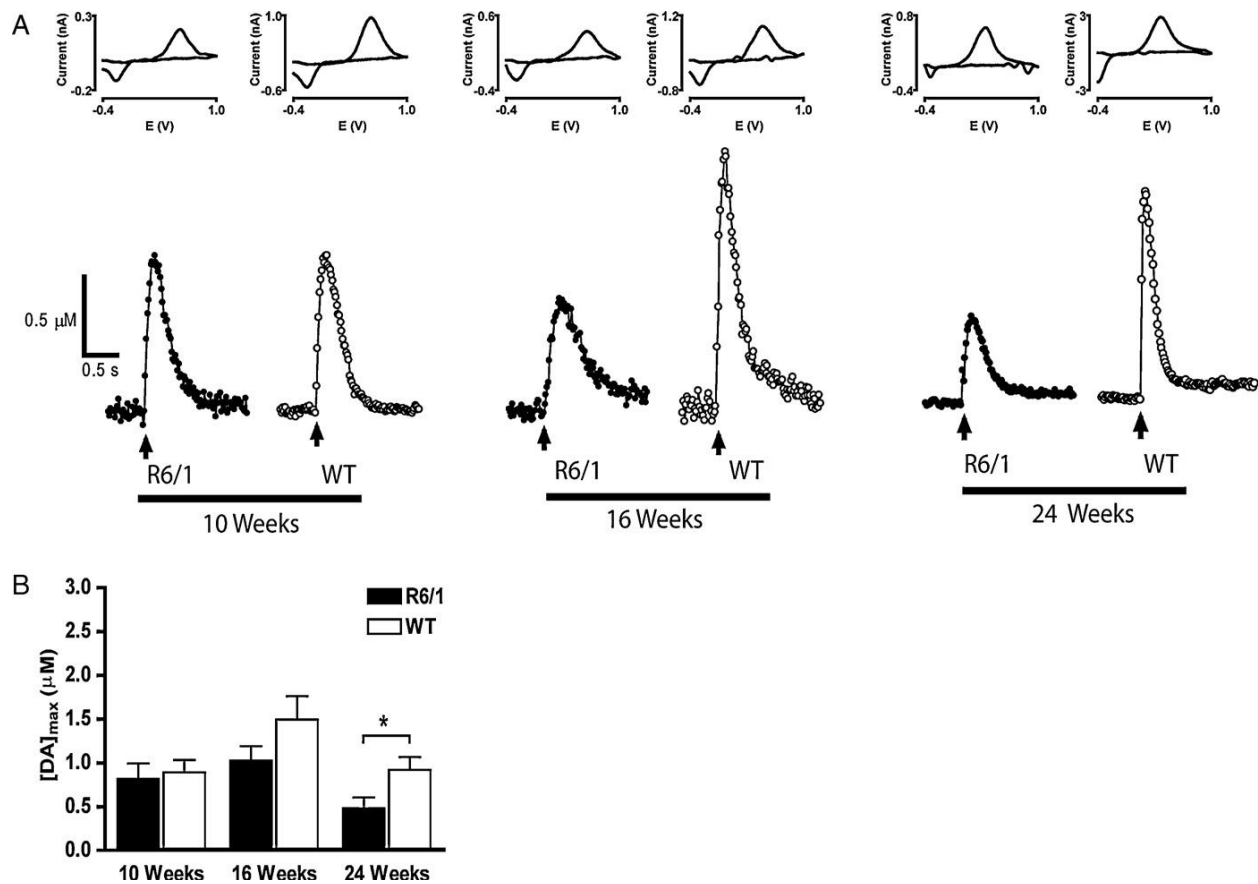 A
Current (nA)
0.3
-0.2
-0.4
1.0
E (V)
Current (nA)
1.0
-0.6
-0.4
1.0
E (V)
Current (nA)
0.6
-0.4
-0.4
1.0
E (V)
Current (nA)
1.2
-0.8
-0.4
1.0
E (V)
Current (nA)
0.8
-0.4
-0.4
1.0
E (V)
Current (nA)
3
-3
-0.4
1.0
E (V)
0.5 μM
0.5 s
R6/1
WT
10 Weeks
R6/1
WT
16 Weeks
R6/1
WT
24 Weeks
B
[DA]max (μM)
3.0
2.5
2.0
1.5
1.0
0.5
0.0
R6/1
WT
*
10 Weeks
16 Weeks
24 Weeks